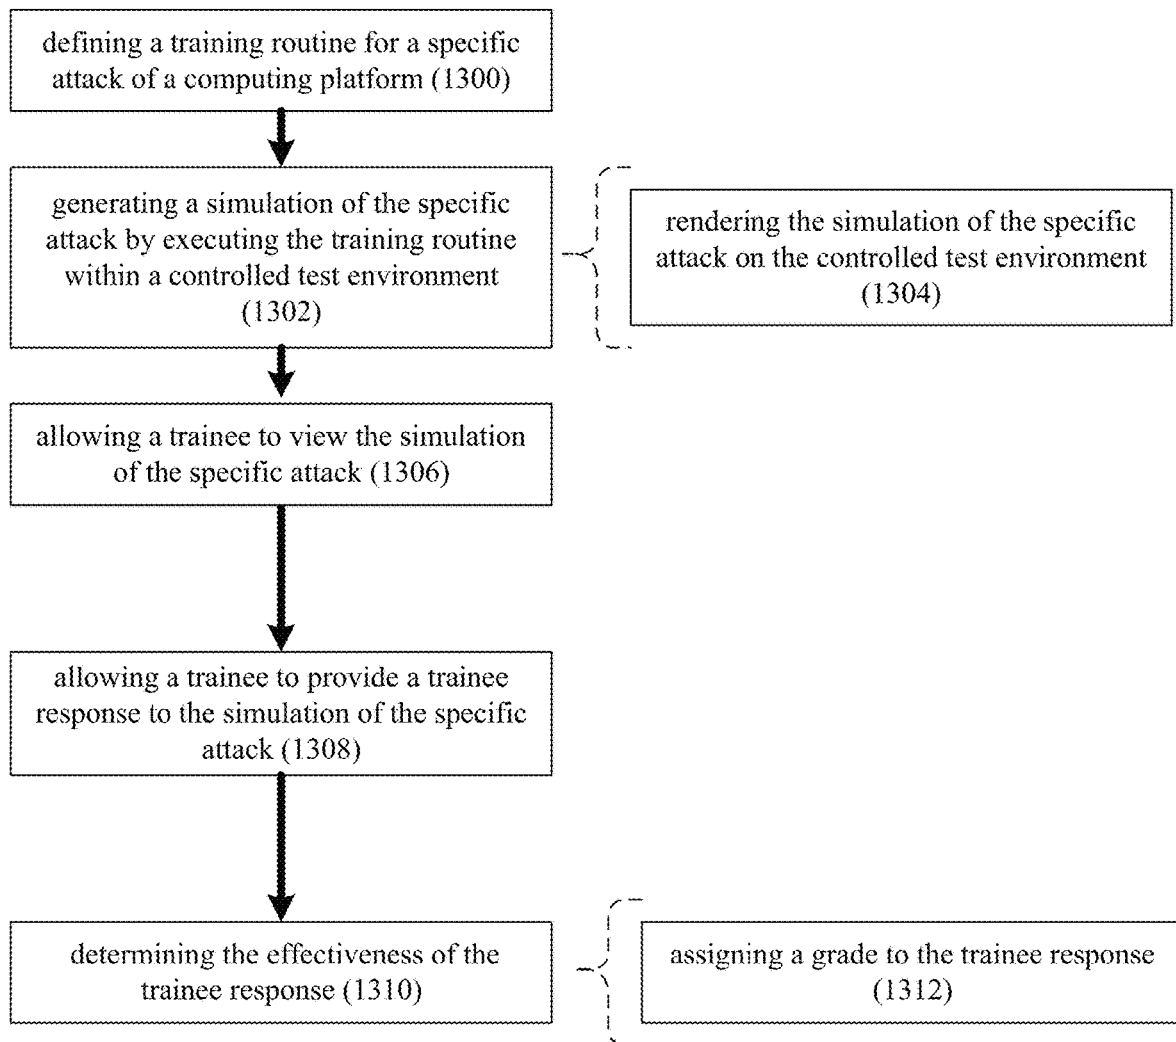 defining a training routine for a specific
attack of a computing platform (1300)
generating a simulation of the specific
attack by executing the training routine
within a controlled test environment
(1302)
rendering the simulation of the specific
attack on the controlled test environment
(1304)
allowing a trainee to view the simulation
of the specific attack (1306)
allowing a trainee to provide a trainee
response to the simulation of the specific
attack (1308)
determining the effectiveness of the
trainee response (1310)
assigning a grade to the trainee response
(1312)